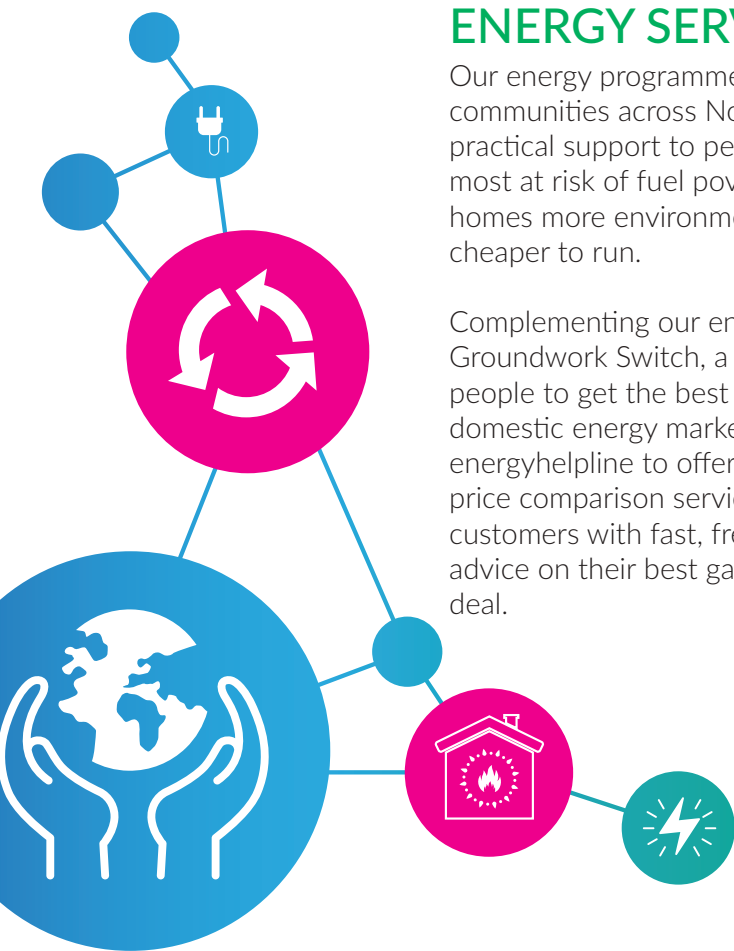 ENERGY SER
Our energy programme
communities across No
practical support to pe
most at risk of fuel pov
homes more environme
cheaper to run.
Complementing our en
Groundwork Switch, a
people to get the best
domestic energy marke
energyhelpline to offer
price comparison servi
customers with fast, fre
advice on their best ga
deal.